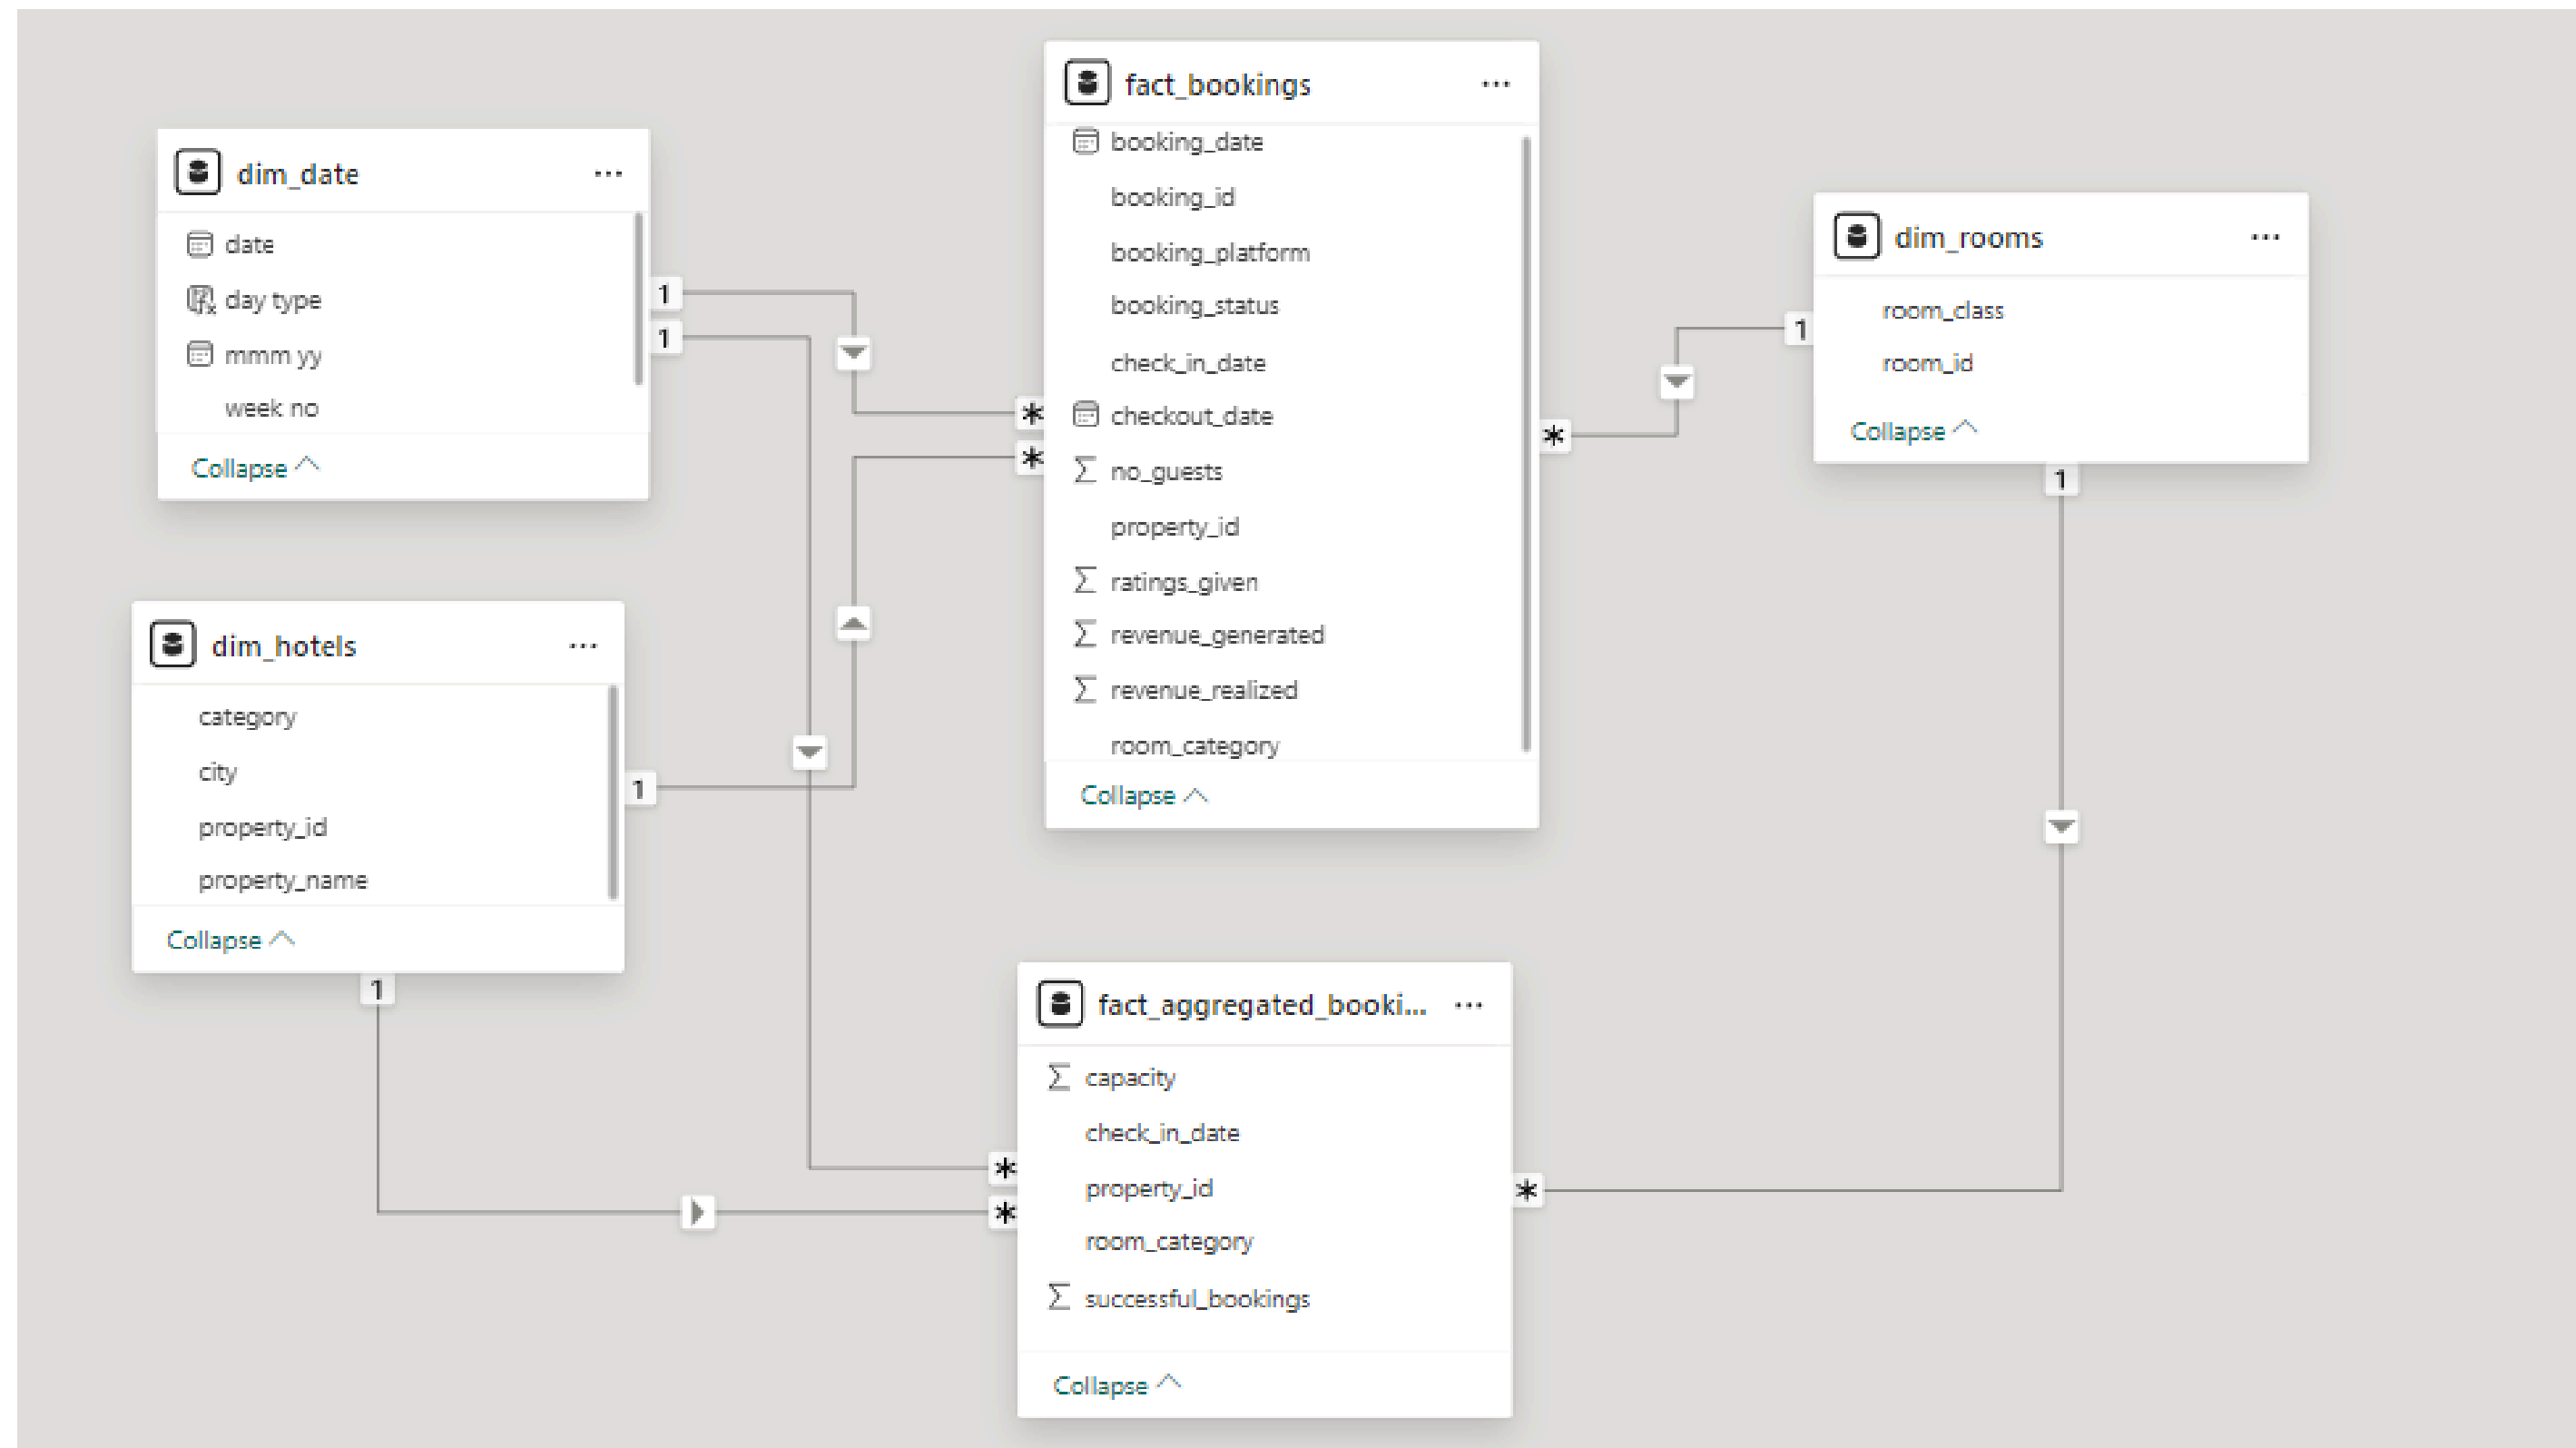 dim_date
date
day type
mmm yy
week no
Collapse
1
1
dim_hotels
category
city
property_id
property_name
Collapse
1
1
fact_bookings
booking_date
booking_id
booking_platform
booking_status
check_in_date
checkout_date
no_guests
property_id
ratings_given
revenue_generated
revenue_realized
room_category
Collapse
*
*
*
dim_rooms
room_class
room_id
Collapse
1
1
fact_aggregated_booki...
capacity
check_in_date
property_id
room_category
successful_bookings
Collapse
*
*
*